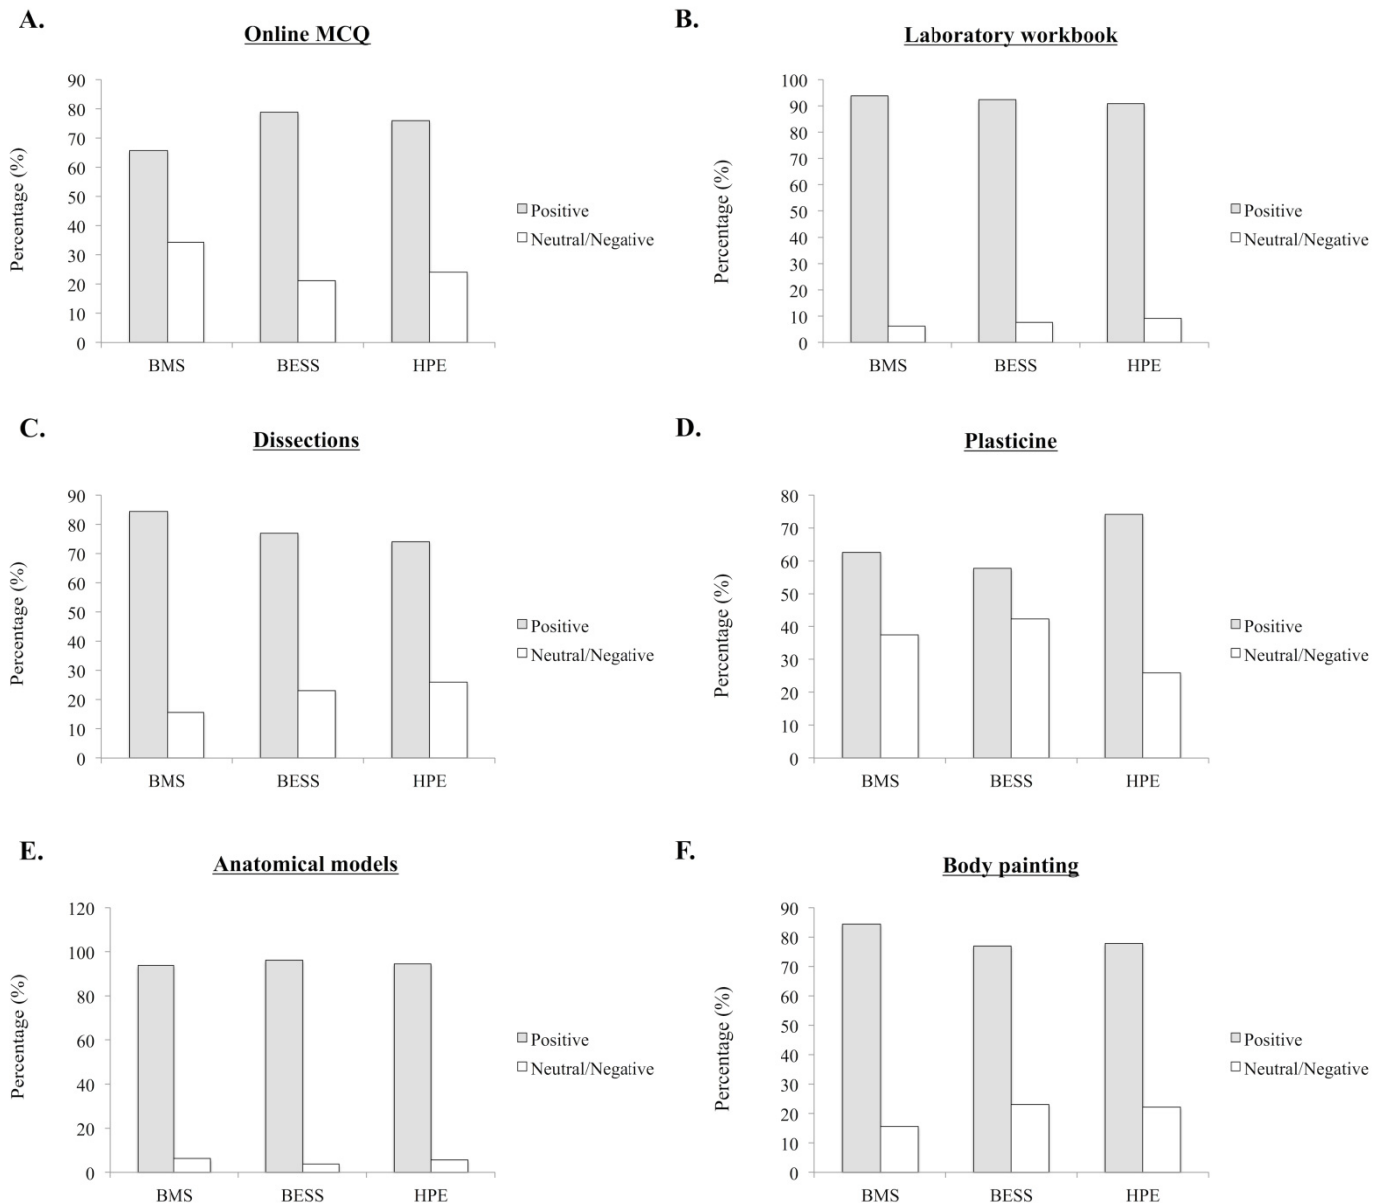 A.
Online MCQ
90
80
70
60
50
40
30
20
10
0
Percentage (%)
BMS BESS HPE
Positive
Neutral/Negative
B.
Laboratory workbook
100
90
80
70
60
50
40
30
20
10
0
Percentage (%)
BMS BESS HPE
Positive
Neutral/Negative
C.
Dissections
90
80
70
60
50
40
30
20
10
0
Percentage (%)
BMS BESS HPE
Positive
Neutral/Negative
D.
Plasticine
80
70
60
50
40
30
20
10
0
Percentage (%)
BMS BESS HPE
Positive
Neutral/Negative
E.
Anatomical models
120
100
80
60
40
20
0
Percentage (%)
BMS BESS HPE
Positive
Neutral/Negative
F.
Body painting
90
80
70
60
50
40
30
20
10
0
Percentage (%)
BMS BESS HPE
Positive
Neutral/Negative